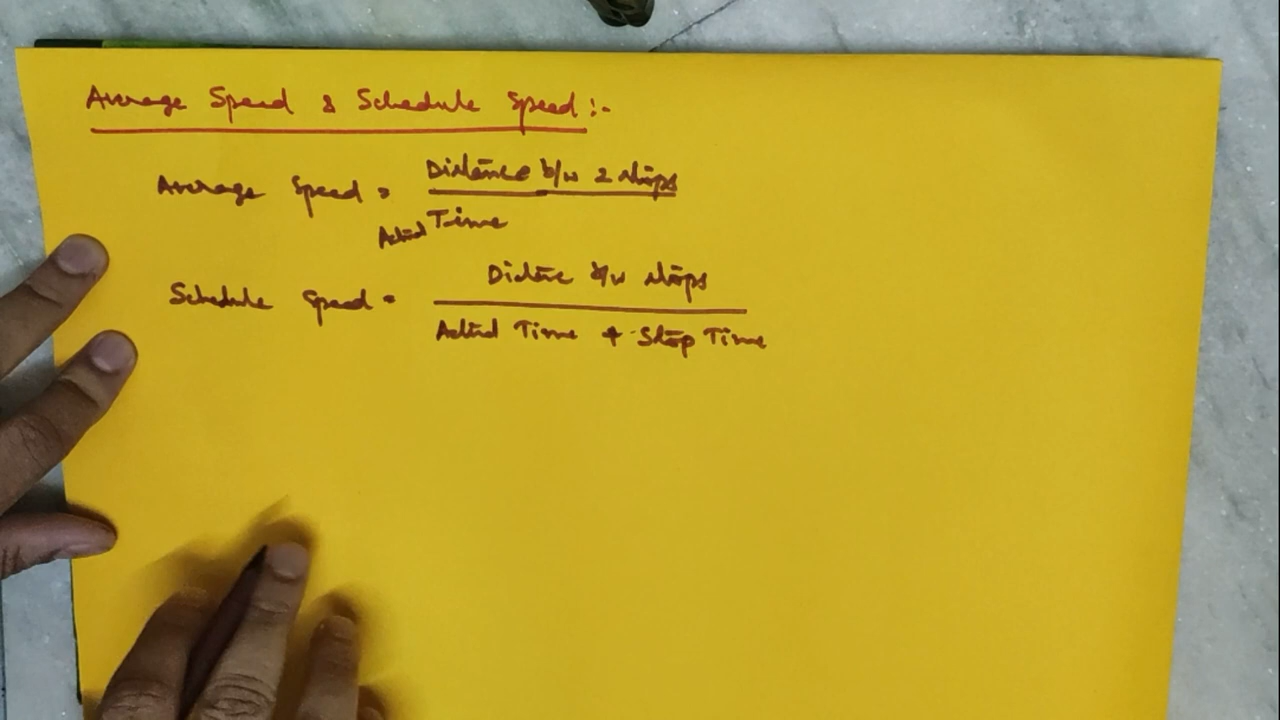 Average Speed & Schedule Speed :-
Average Speed = Distance b/w 2 stops
Actual Time
Schedule Speed = Distance b/w stops
Actual Time + Stop Time